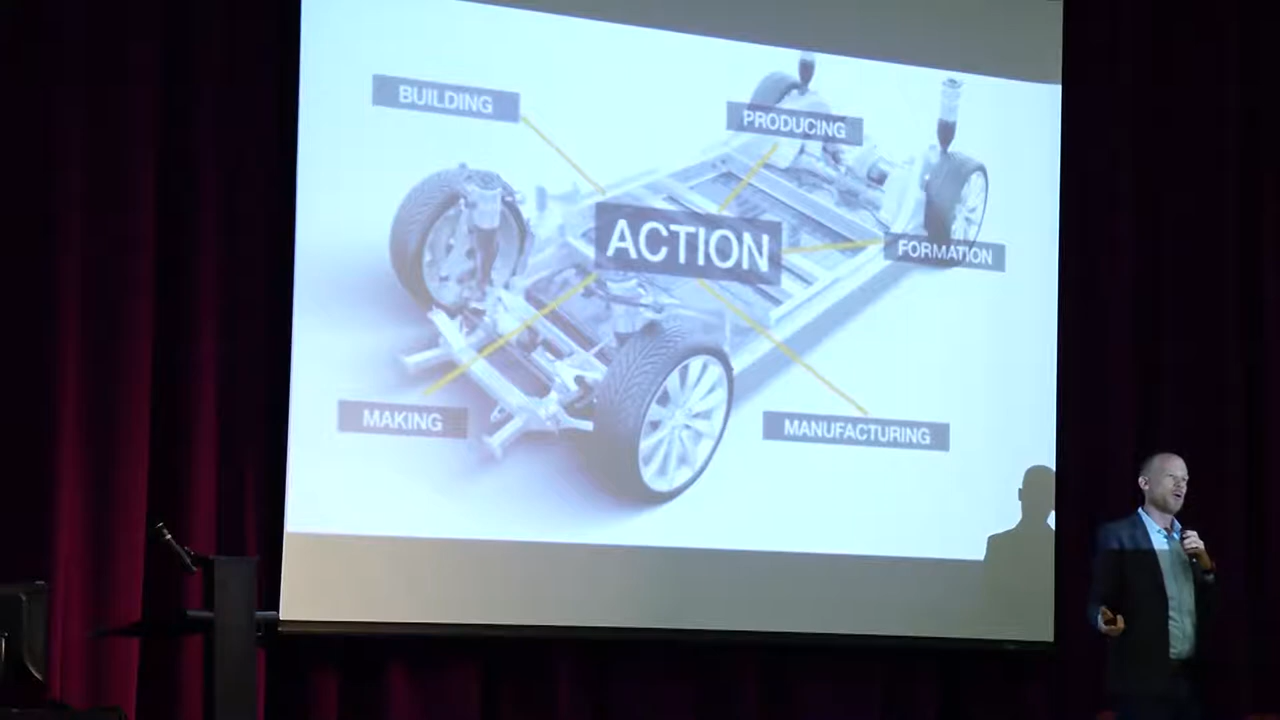 BUILDING
PRODUCING
ACTION
FORMATION
MAKING
MANUFACTURING